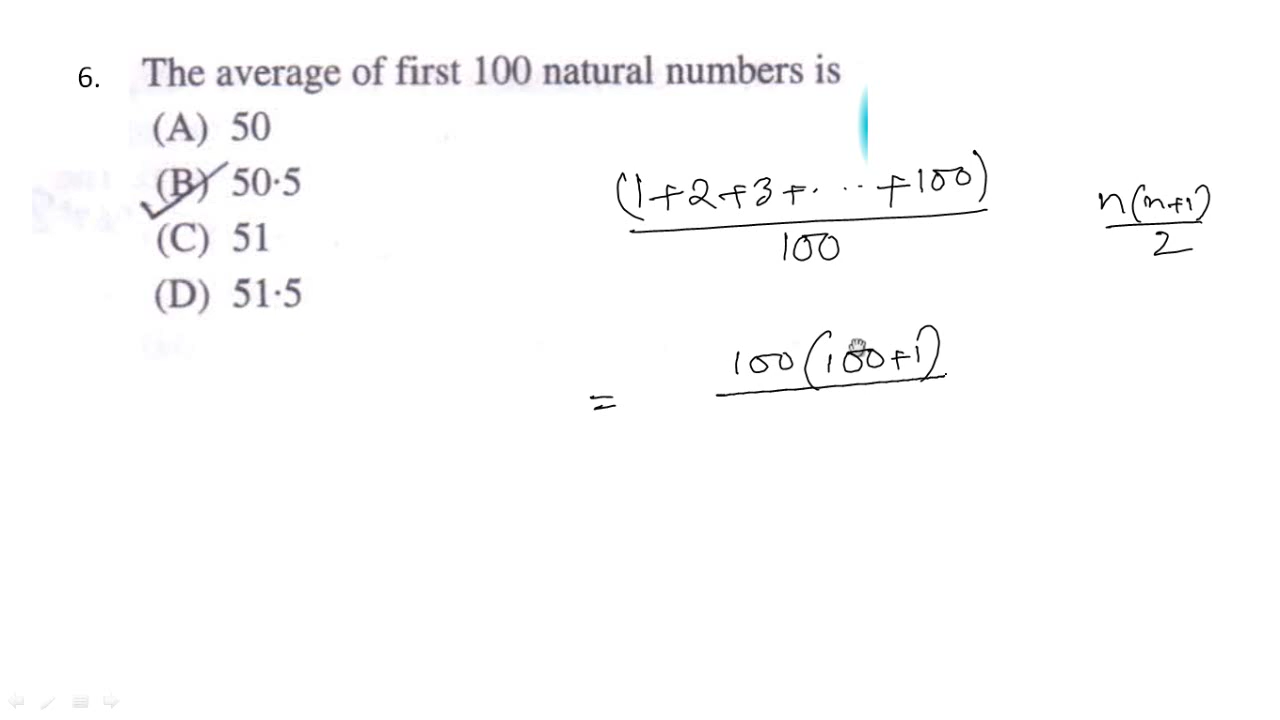 6. The average of first 100 natural numbers is
(A) 50
(B) 50·5
(C) 51
(D) 51·5
(1+2+3+· ··+100)
100
n(n+1)
2
= 100(100+1)